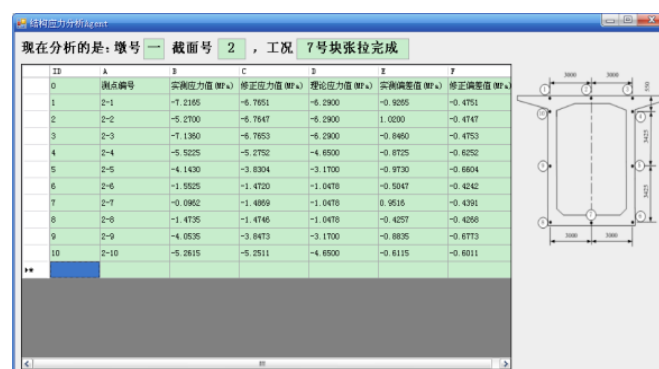 结构应力分析Agent
现在分析的是：墩号 一 截面号 2 ，工况 7号块张拉完成
ID A B C D E F
0 测点编号 实测应力值(MPa) 修正应力值(MPa) 理论应力值(MPa) 实测偏差值(MPa) 修正偏差值(MPa)
1 2-1 -7.2165 -6.7651 -6.2900 -0.9265 -0.4751
2 2-2 -5.2700 -6.7647 -6.2900 1.0200 -0.4747
3 2-3 -7.1360 -6.7653 -6.2900 -0.8460 -0.4753
4 2-4 -5.5225 -5.2752 -4.6500 -0.8725 -0.6252
5 2-5 -4.1430 -3.8304 -3.1700 -0.9730 -0.6604
6 2-6 -1.5525 -1.4720 -1.0478 -0.5047 -0.4242
7 2-7 -0.0962 -1.4869 -1.0478 0.9516 -0.4391
8 2-8 -1.4735 -1.4746 -1.0478 -0.4257 -0.4268
9 2-9 -4.0535 -3.8473 -3.1700 -0.8835 -0.6773
10 2-10 -5.2615 -5.2511 -4.6500 -0.6115 -0.6011
3000 3000
550
3425
3425
3000 3000